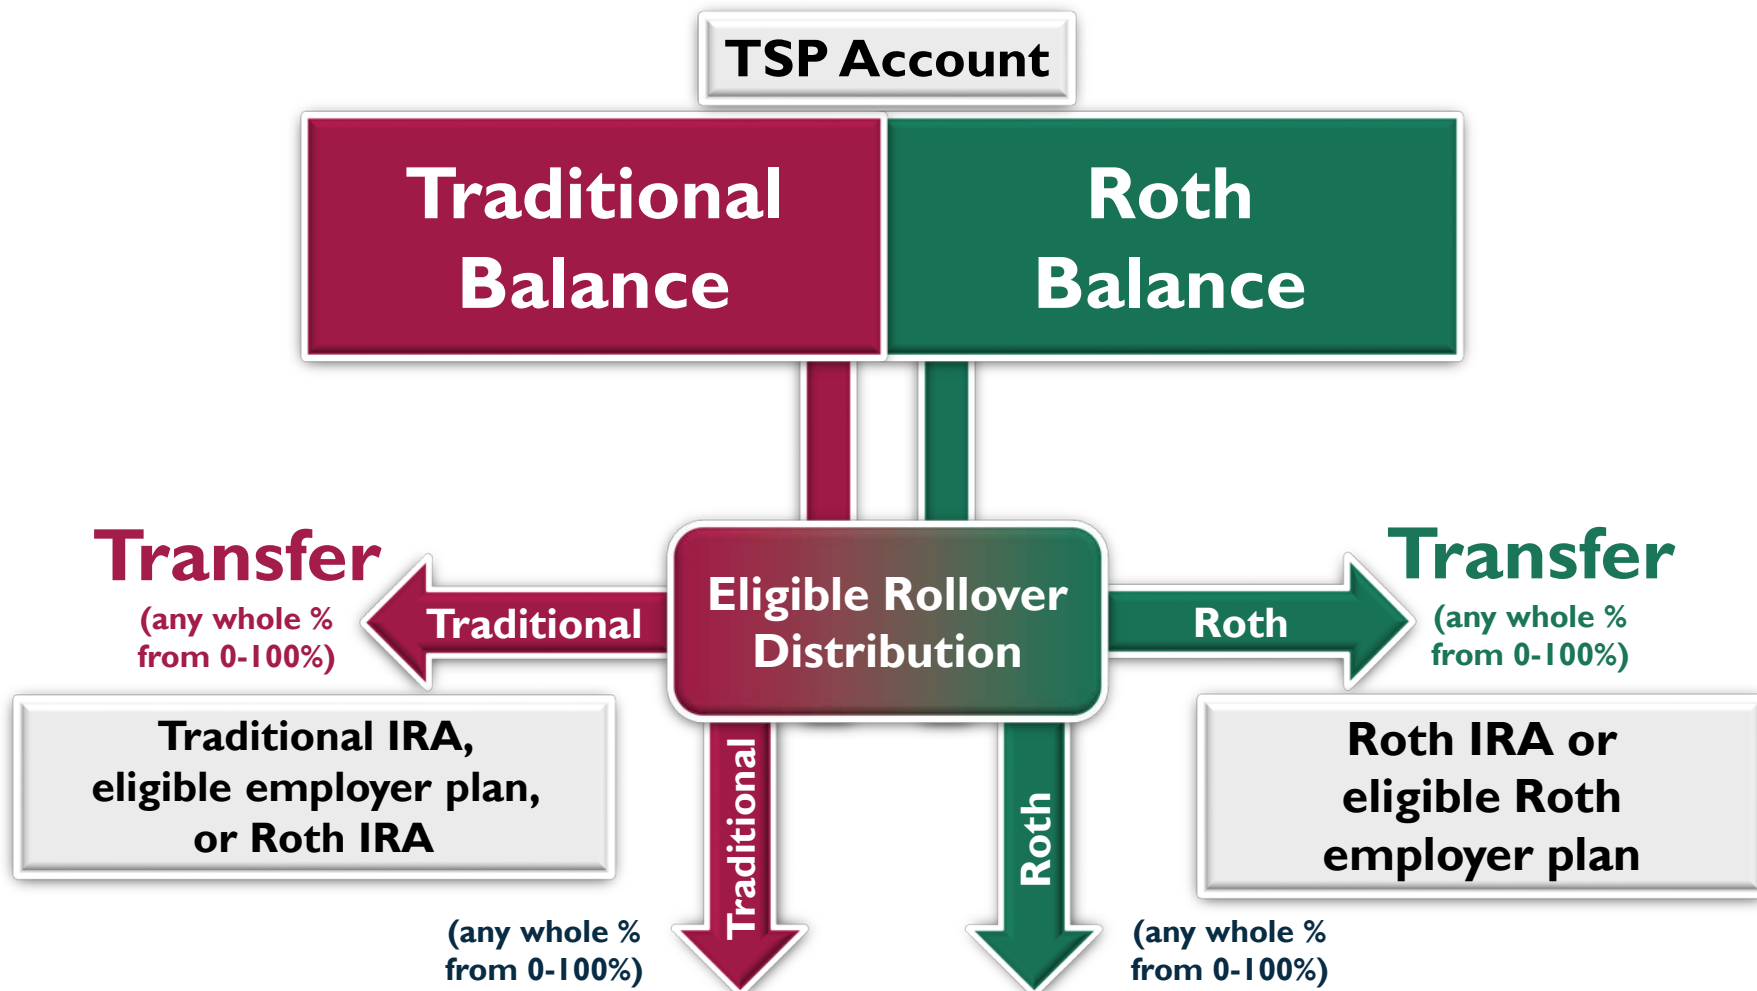 TSP Account
Traditional
Balance
Roth
Balance
Transfer
(any whole %
from 0-100%)
Traditional
Eligible Rollover
Distribution
Roth
Transfer
(any whole %
from 0-100%)
Traditional IRA,
eligible employer plan,
or Roth IRA
Traditional
Roth
Roth IRA or
eligible Roth
employer plan
(any whole %
from 0-100%)
(any whole %
from 0-100%)